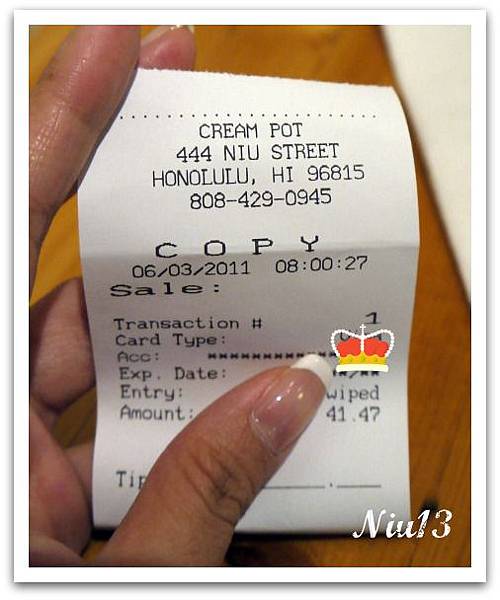 CREAM POT
444 NIU STREET
HONOLULU, HI 96815
808-429-0945
COPY
06/03/2011 08:00:27
Sale:
Transaction # 1
Card Type:
Acc: ************
Exp. Date: **/**
Entry:
Amount: 41.47
Tip
Niu13